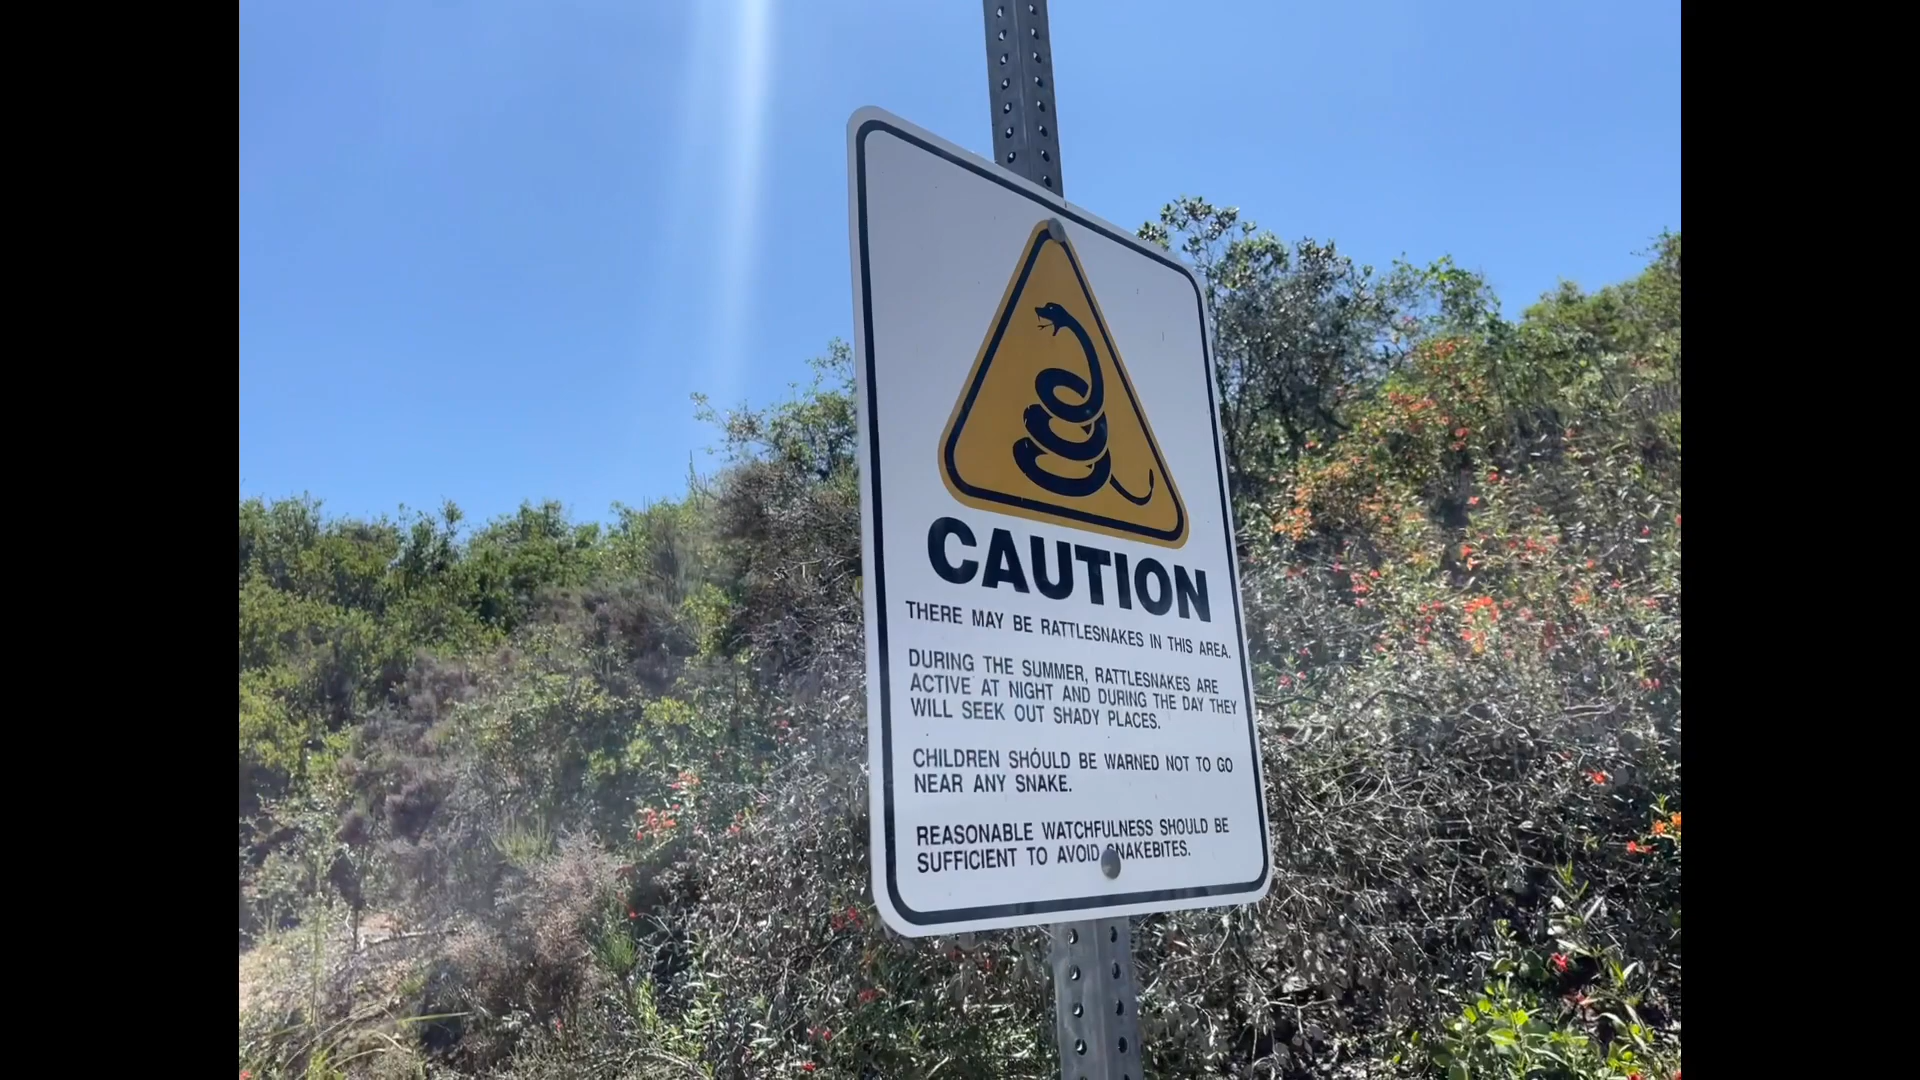 CAUTION
THERE MAY BE RATTLESNAKES IN THIS AREA.
DURING THE SUMMER, RATTLESNAKES ARE
ACTIVE AT NIGHT AND DURING THE DAY THEY
WILL SEEK OUT SHADY PLACES.
CHILDREN SHOULD BE WARNED NOT TO GO
NEAR ANY SNAKE.
REASONABLE WATCHFULNESS SHOULD BE
SUFFICIENT TO AVOID SNAKEBITES.